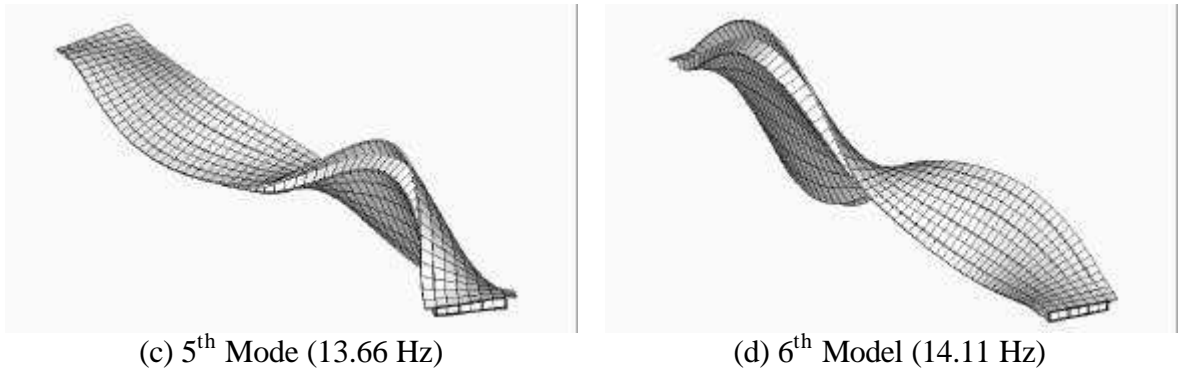 (c) 5th Mode (13.66 Hz)
(d) 6th Model (14.11 Hz)